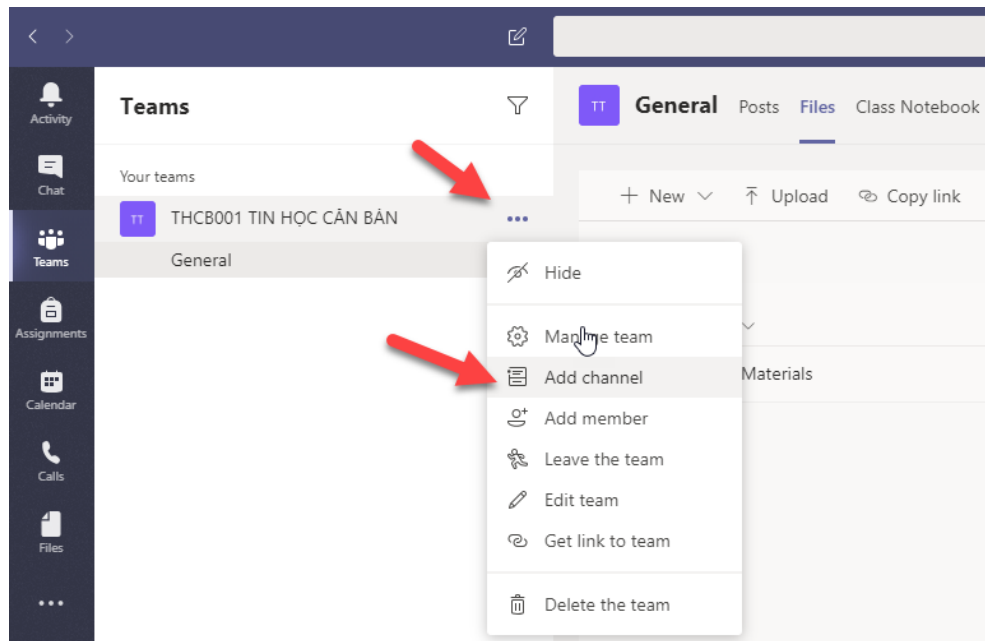 Activity
Chat
Teams
Assignments
Calendar
Calls
Files
Teams
Your teams
TT THCB001 TIN HỌC CĂN BẢN
General
TT General Posts Files Class Notebook
New Upload Copy link
Materials
Hide
Manage team
Add channel
Add member
Leave the team
Edit team
Get link to team
Delete the team